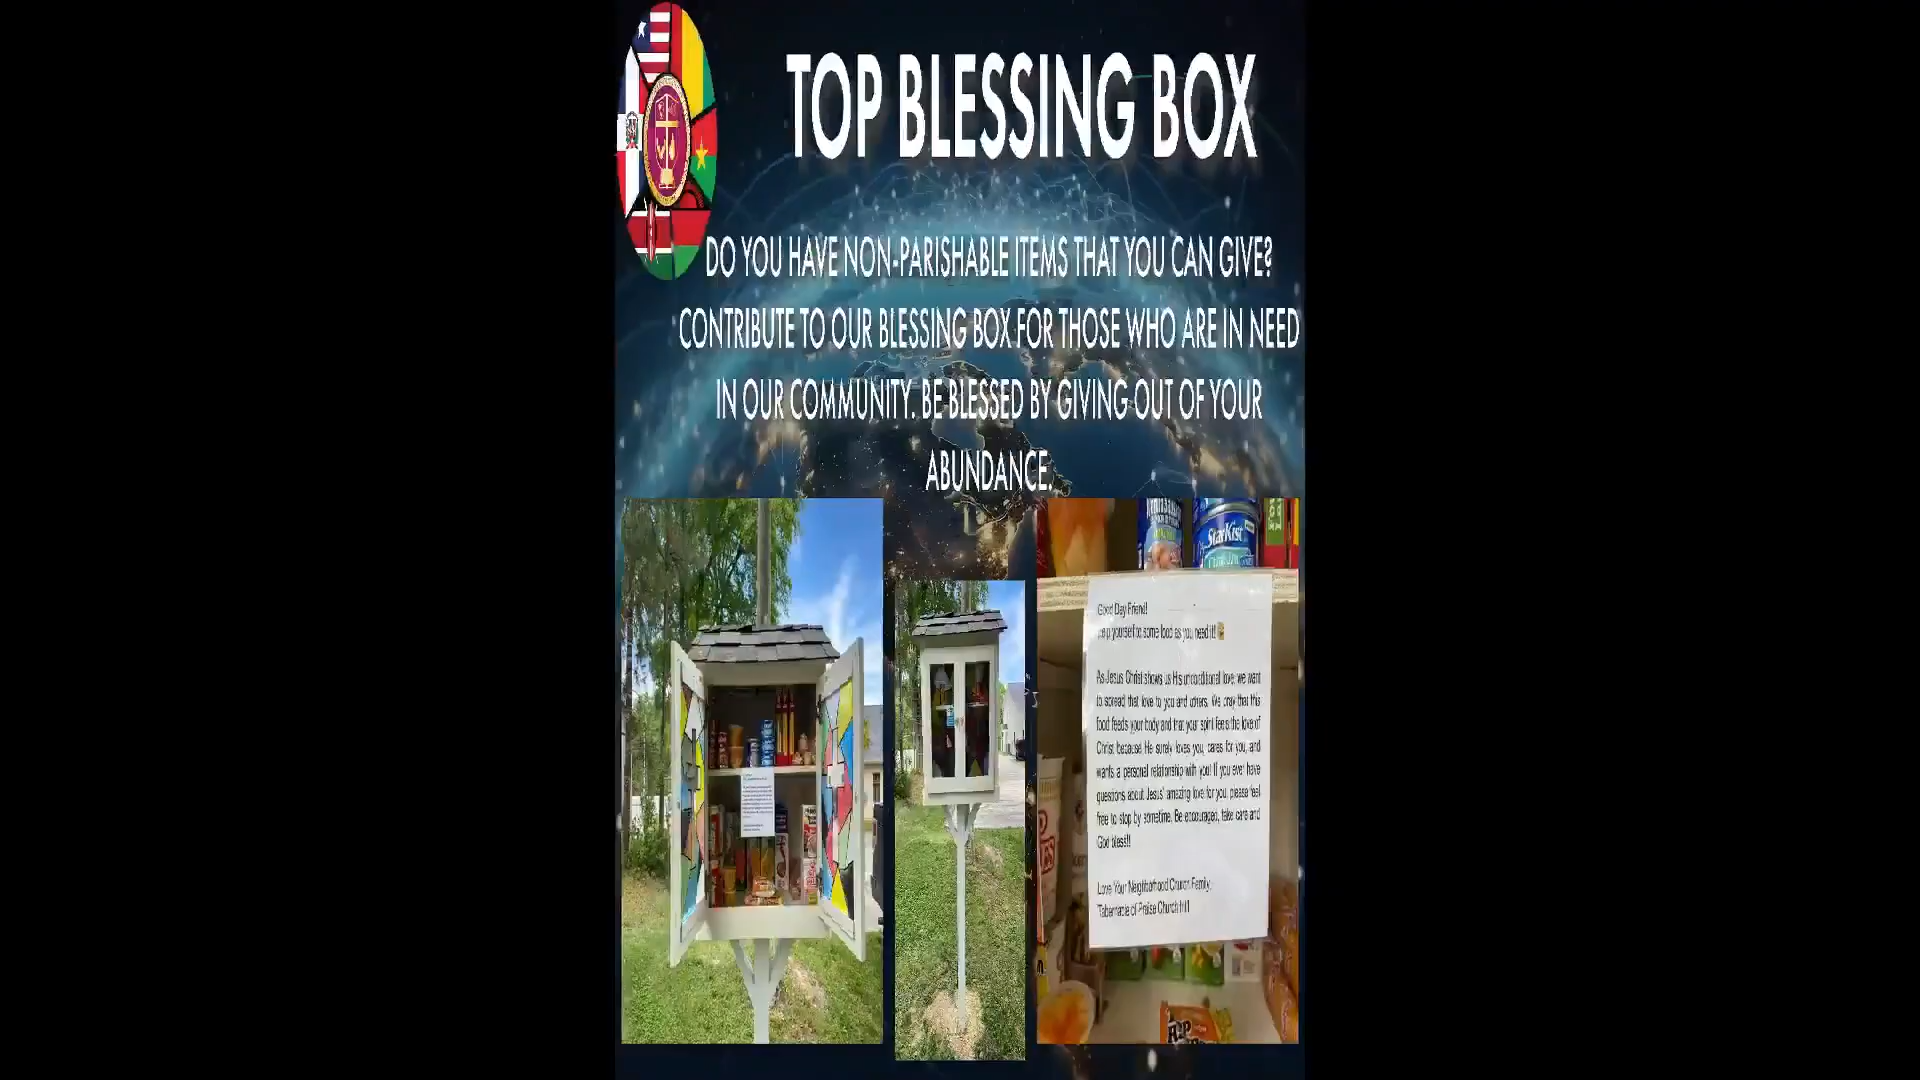 TOP BLESSING BOX
DO YOU HAVE NON-PARISHABLE ITEMS THAT YOU CAN GIVE?
CONTRIBUTE TO OUR BLESSING BOX FOR THOSE WHO ARE IN NEED
IN OUR COMMUNITY. BE BLESSED BY GIVING OUT OF YOUR
ABUNDANCE.
StarKist
Good Day Friend!
Help yourself to some food as you need it!
As Jesus Christ shows us His unconditional love, we want
to spread that love to you and others. We pray that this
food feeds your body and that your spirit feels the love of
Christ because He surely loves you, cares for you, and
wants a personal relationship with you! If you ever have
questions about Jesus' amazing love for you, please feel
free to stop by sometime. Be encouraged, take care and
God bless!!
Love Your Neighborhood Church Family,
Tabernacle of Praise Church Int'l